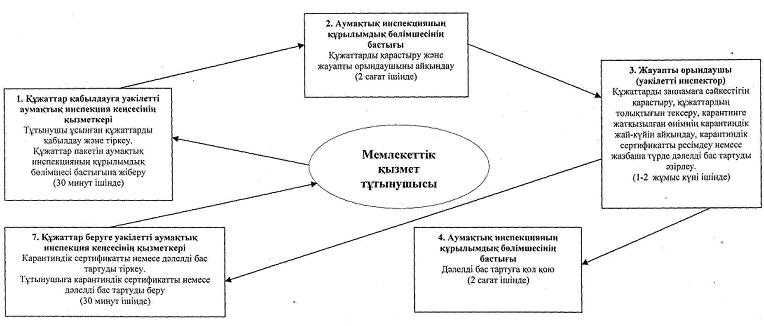 1. Құжаттар қабылдауға уәкілетті
аумақтық инспекция кеңсесінің
қызметкері
Тұтынушы ұсынған құжаттарды
қабылдау және тіркеу.
Құжаттар пакетін аумақтық
инспекцияның құрылымдық
бөлімшесі бастығына жіберу
(30 минут ішінде)
2. Аумақтық инспекцияның
құрылымдық бөлімшесінің
бастығы
Құжаттарды қарастыру және
жауапты орындаушыны айқындау
(2 сағат ішінде)
3. Жауапты орындаушы
(уәкілетті инспектор)
Құжаттарды заңнамаға сәйкестігін
қарастыру, құжаттардың
толықтығын тексеру, карантинге
жатқызылған өнімнің карантиндік
жай-күйін айқындау, карантиндік
сертификатты ресімдеу немесе
жазбаша түрде дәлелді бас тартуды
әзірлеу.
(1-2 жұмыс күні ішінде)
Мемлекеттік
қызмет
тұтынушысы
7. Құжаттар беруге уәкілетті аумақтық
инспекция кеңсесінің қызметкері
Карантиндік сертификатты немесе дәлелді бас
тартуды тіркеу.
Тұтынушыға карантиндік сертификатты немесе
дәлелді бас тартуды беру
(30 минут ішінде)
4. Аумақтық инспекцияның
құрылымдық бөлімшесінің
бастығы
Дәлелді бас тартуға қол қою
(2 сағат ішінде)